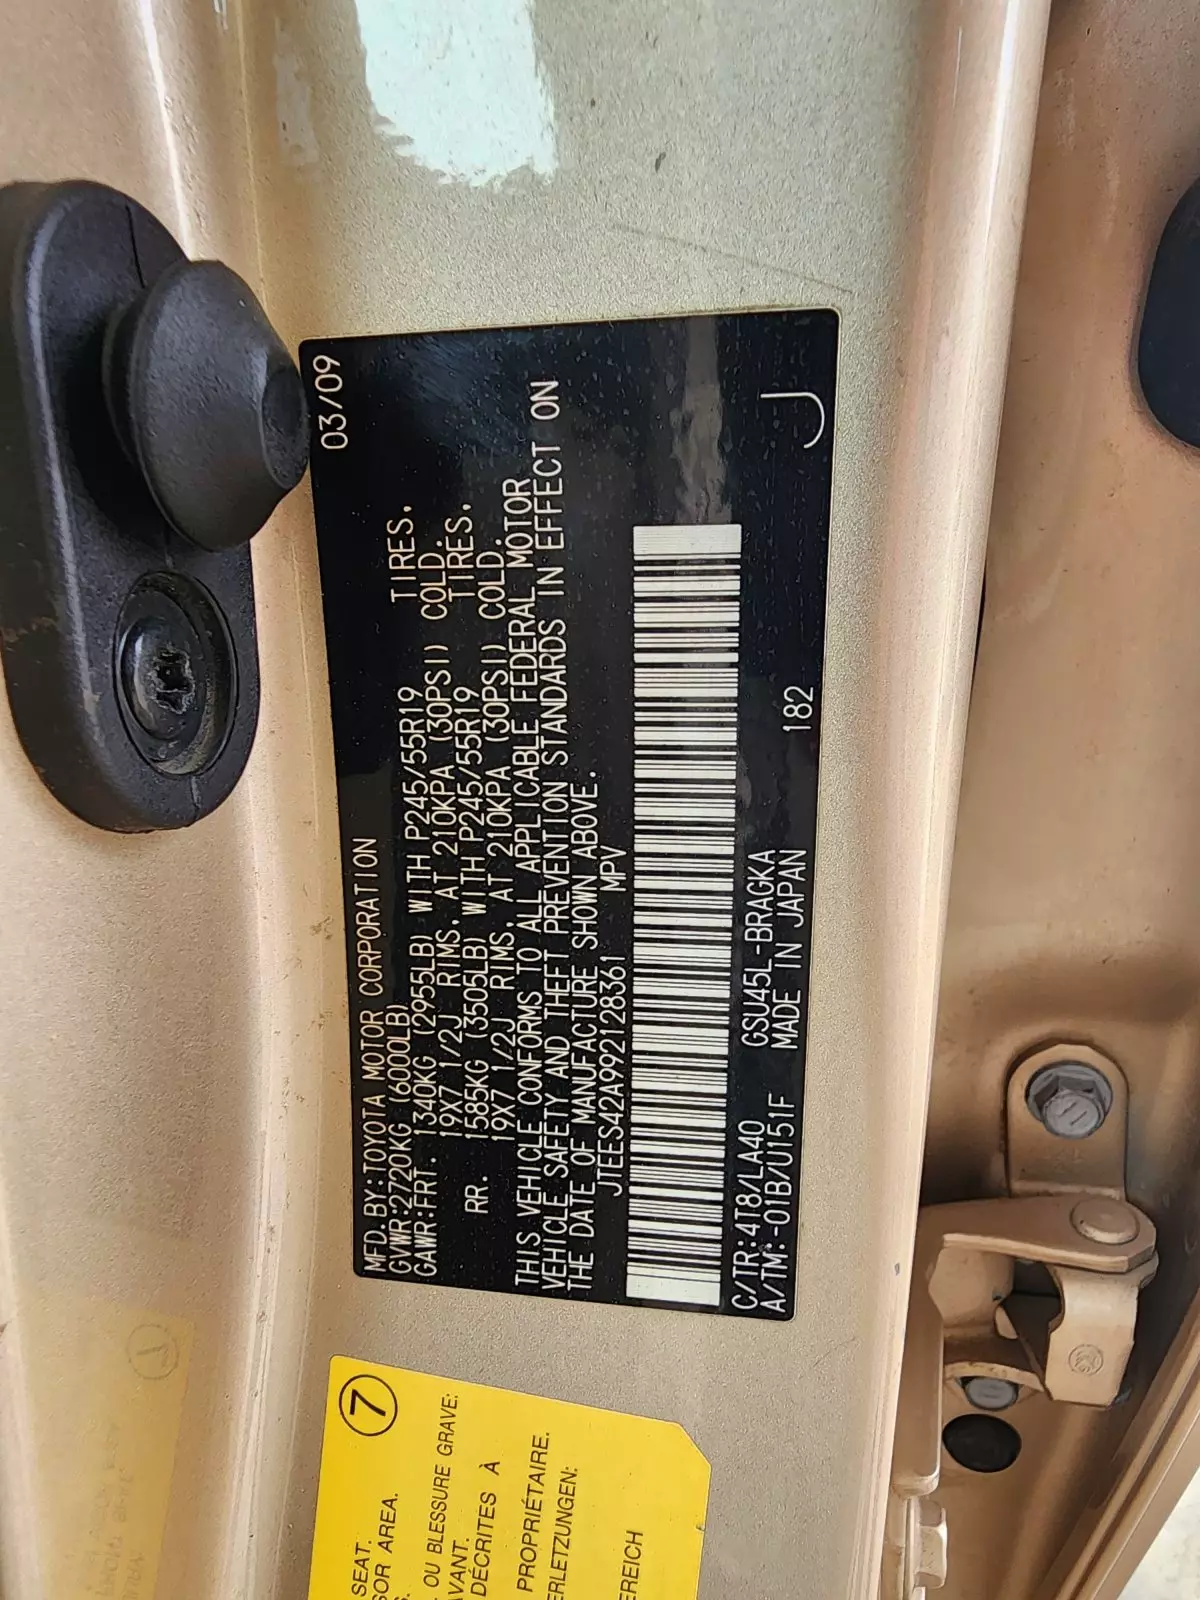 MFD.BY:TOYOTA MOTOR CORPORATION 03/09
GVWR:2720KG (6000LB)
GAWR:FRT. 1340KG (2955LB) WITH P245/55R19 TIRES.
19X7 1/2J RIMS, AT 210KPA (30PSI) COLD.
RR. 1585KG (3505LB) WITH P245/55R19 TIRES.
19X7 1/2J RIMS, AT 210KPA (30PSI) COLD.
THIS VEHICLE CONFORMS TO ALL APPLICABLE FEDERAL MOTOR
VEHICLE SAFETY AND THEFT PREVENTION STANDARDS IN EFFECT ON
THE DATE OF MANUFACTURE SHOWN ABOVE.
JTEES42A992128361 MPV
C/TR:4T8/LA40 GSU45L-BRAGKA
A/TM:-01B/U151F MADE IN JAPAN 182 J
7
SEAT.
SOR AREA.
OU BLESSURE GRAVE:
AVANT.
DÉCRITES À
PROPRIÉTAIRE.
ERLETZUNGEN:
EREICH